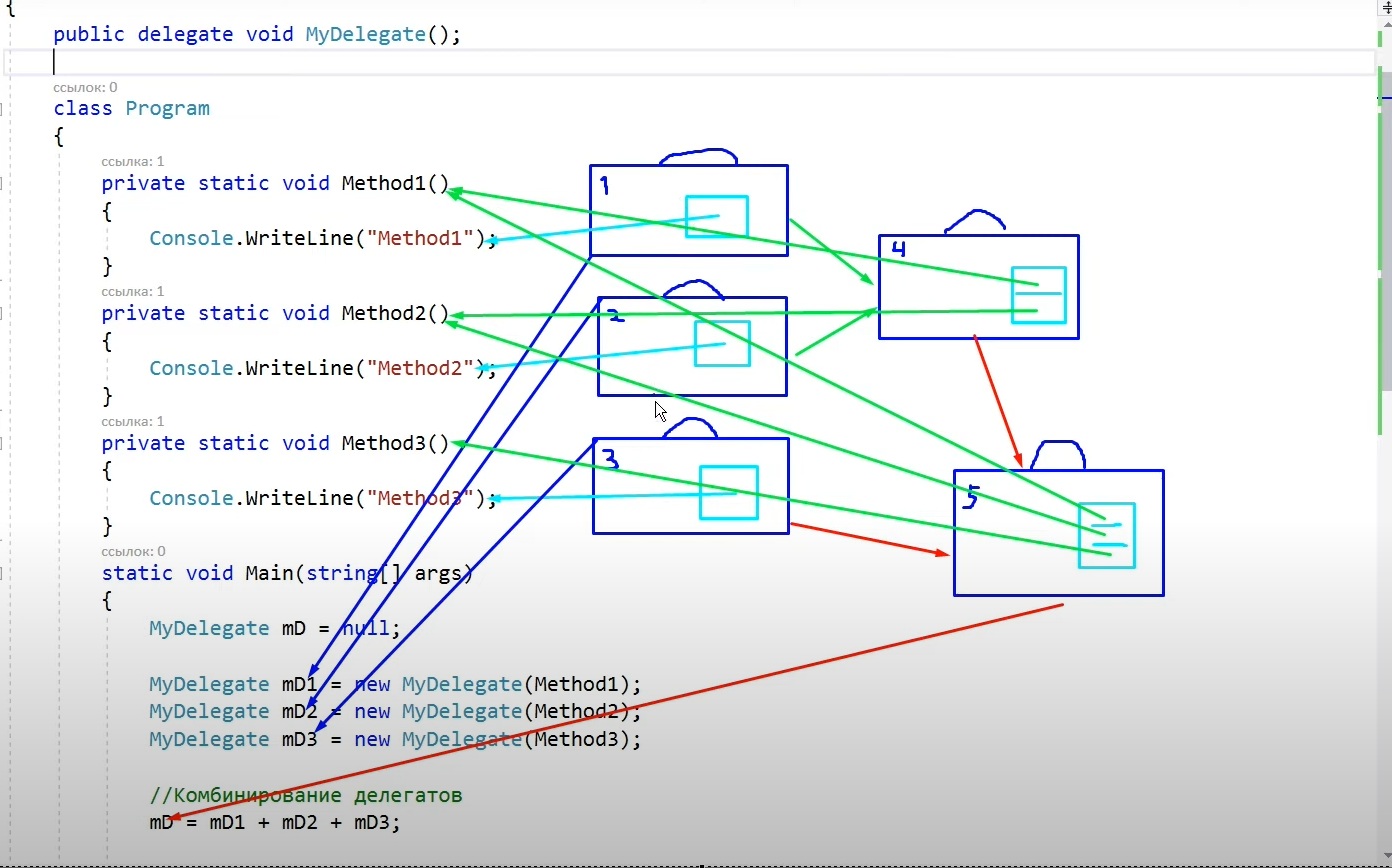 {
public delegate void MyDelegate();
ссылок: 0
class Program
{
ссылка: 1
private static void Method1()
{
Console.WriteLine("Method1");
}
ссылка: 1
private static void Method2()
{
Console.WriteLine("Method2");
}
ссылка: 1
private static void Method3()
{
Console.WriteLine("Method3");
}
ссылок: 0
static void Main(string[] args)
{
MyDelegate mD = null;
MyDelegate mD1 = new MyDelegate(Method1);
MyDelegate mD2 = new MyDelegate(Method2);
MyDelegate mD3 = new MyDelegate(Method3);
//Комбинирование делегатов
mD = mD1 + mD2 + mD3;
1
2
3
4
5